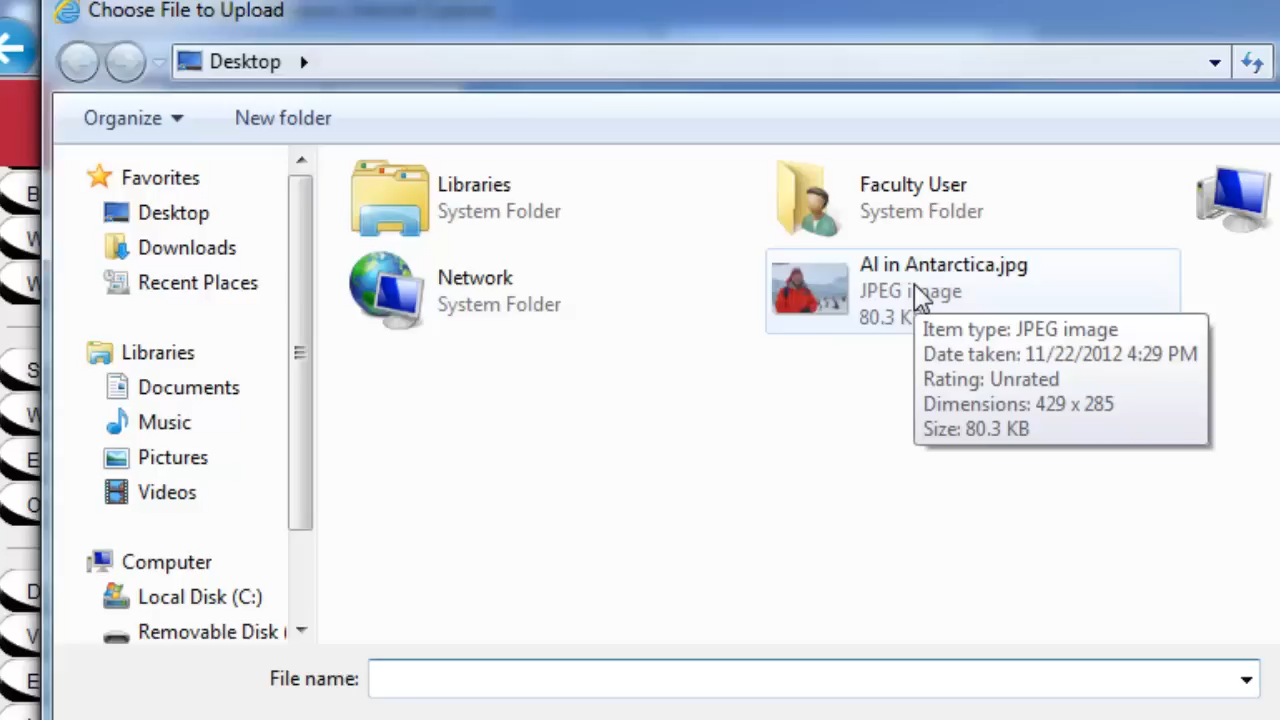 Choose File to Upload
Desktop
Organize
New folder
Favorites
Desktop
Downloads
Recent Places
Libraries
Documents
Music
Pictures
Videos
Computer
Local Disk (C:)
Removable Disk (
Libraries
System Folder
Faculty User
System Folder
Network
System Folder
Al in Antarctica.jpg
JPEG image
80.3 K
Item type: JPEG image
Date taken: 11/22/2012 4:29 PM
Rating: Unrated
Dimensions: 429 x 285
Size: 80.3 KB
File name:
B
W
W
S
W
E
O
D
V
E